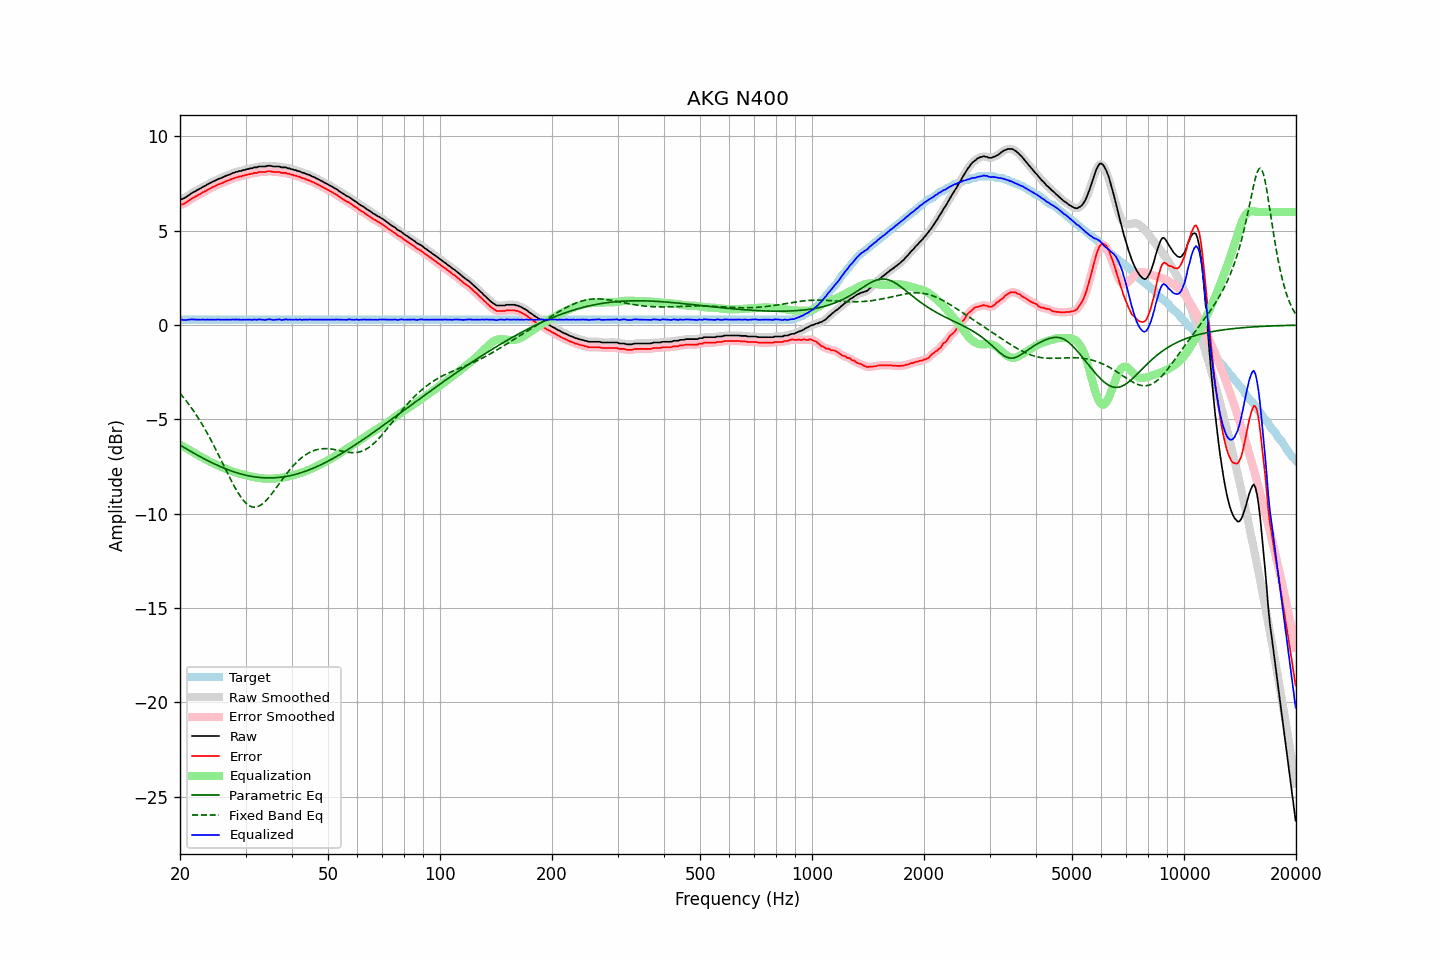 AKG N400
10
5
0
−5
−10
−15
−20
−25
Amplitude (dBr)
Target
Raw Smoothed
Error Smoothed
Raw
Error
Equalization
Parametric Eq
Fixed Band Eq
Equalized
20 50 100 200 500 1000 2000 5000 10000 20000
Frequency (Hz)